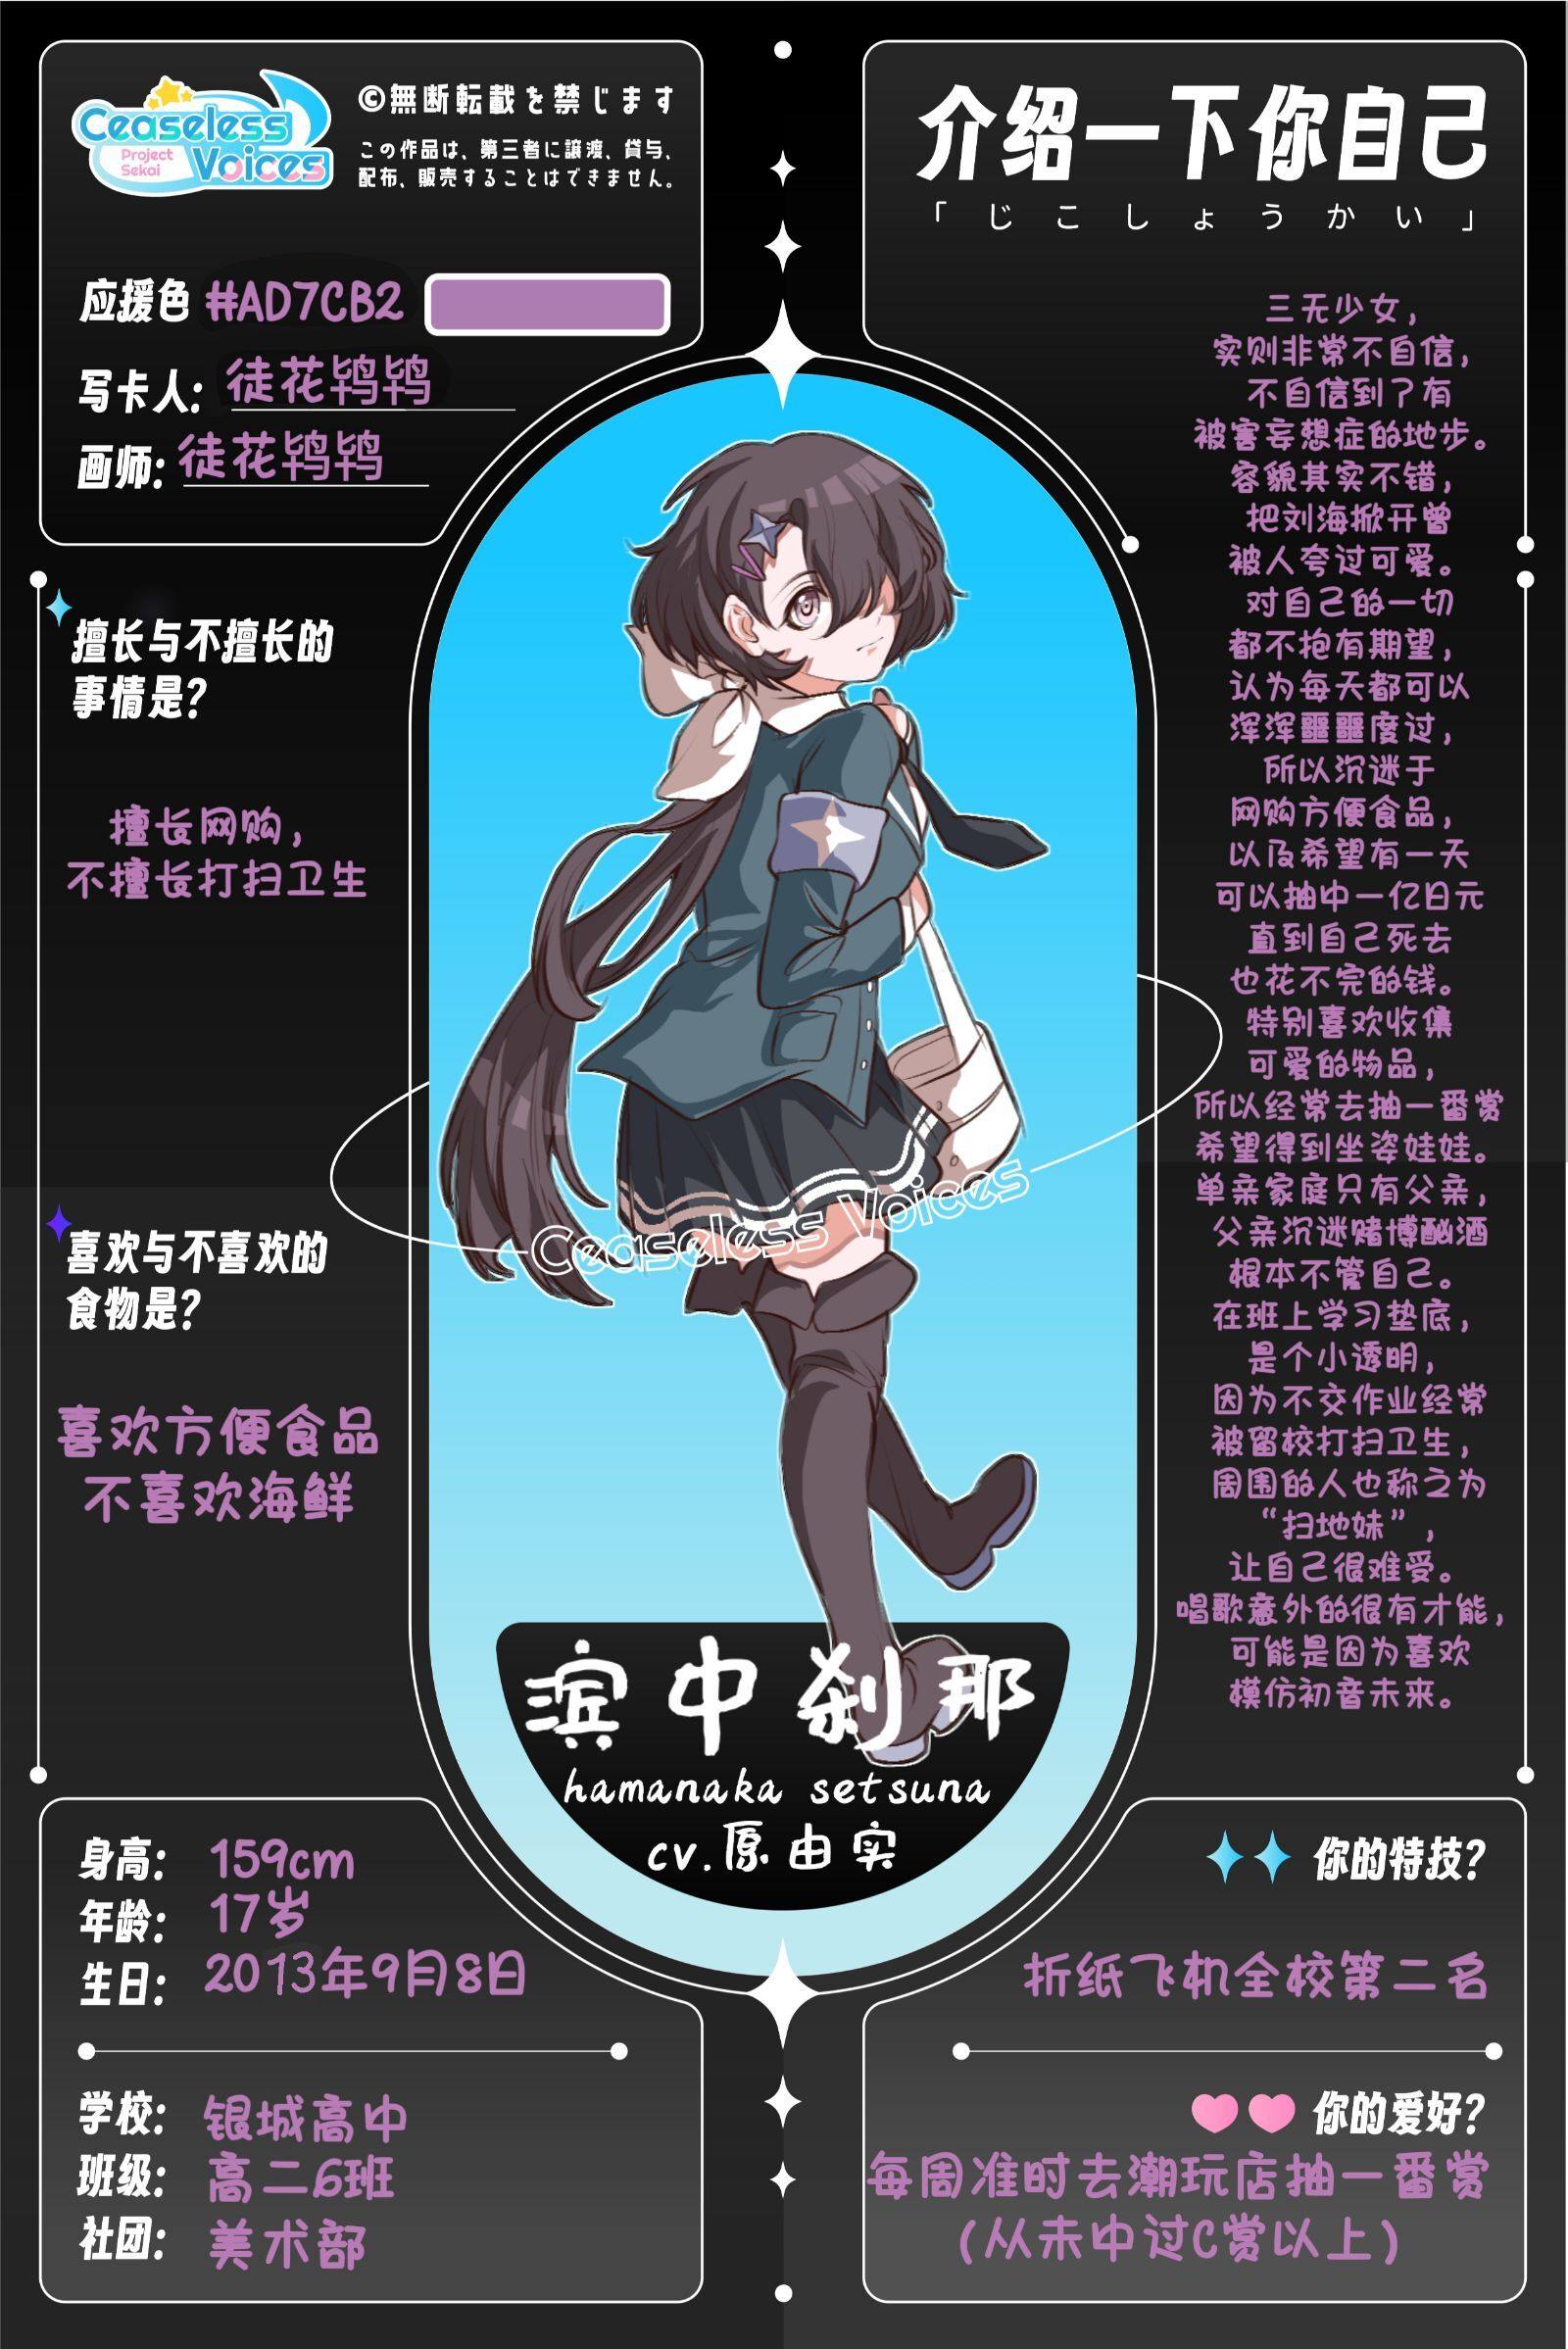 Ceaseless
Project
Sekai
Voices
©無断転載を禁じます
この作品は、第三者に譲渡、貸与、
配布、販売することはできません。
应援色 #AD7CB2
写卡人: 徒花鸨鸨
画师: 徒花鸨鸨
介绍一下你自己
「じこしょうかい」
三无少女，
实则非常不自信，
不自信到了有
被害妄想症的地步。
容貌其实不错，
把刘海掀开曾
被人夸过可爱。
对自己的一切
都不抱有期望，
认为每天都可以
浑浑噩噩度过，
所以沉迷于
网购方便食品，
以及希望有一天
可以抽中一亿日元
直到自己死去
也花不完的钱。
特别喜欢收集
可爱的物品，
所以经常去抽一番赏
希望得到坐姿娃娃。
单亲家庭只有父亲，
父亲沉迷赌博酗酒
根本不管自己。
在班上学习垫底，
是个小透明，
因为不交作业经常
被留校打扫卫生，
周围的人也称之为
“扫地妹”，
让自己很难受。
唱歌意外的很有才能，
可能是因为喜欢
模仿初音未来。
擅长与不擅长的
事情是?
擅长网购，
不擅长打扫卫生
喜欢与不喜欢的
食物是?
喜欢方便食品
不喜欢海鲜
Ceaseless Voices
滨中刹那
hamanaka setsuna
cv.原由实
身高: 159cm
年龄: 17岁
生日: 2013年9月8日
学校: 银城高中
班级: 高二6班
社团: 美术部
你的特技?
折纸飞机全校第二名
你的爱好?
每周准时去潮玩店抽一番赏
(从未中过C赏以上)